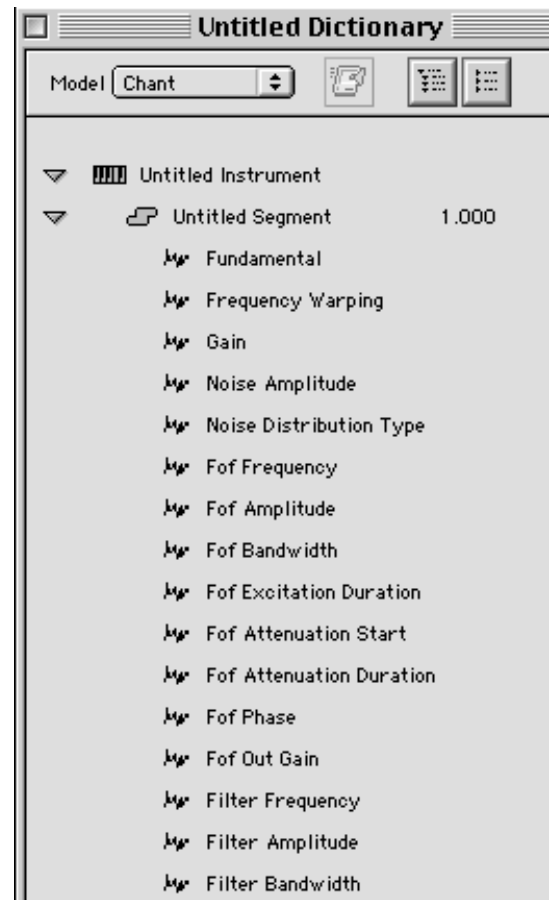 Untitled Dictionary
Model Chant
Untitled Instrument
Untitled Segment 1.000
Fundamental
Frequency Warping
Gain
Noise Amplitude
Noise Distribution Type
Fof Frequency
Fof Amplitude
Fof Bandwidth
Fof Excitation Duration
Fof Attenuation Start
Fof Attenuation Duration
Fof Phase
Fof Out Gain
Filter Frequency
Filter Amplitude
Filter Bandwidth